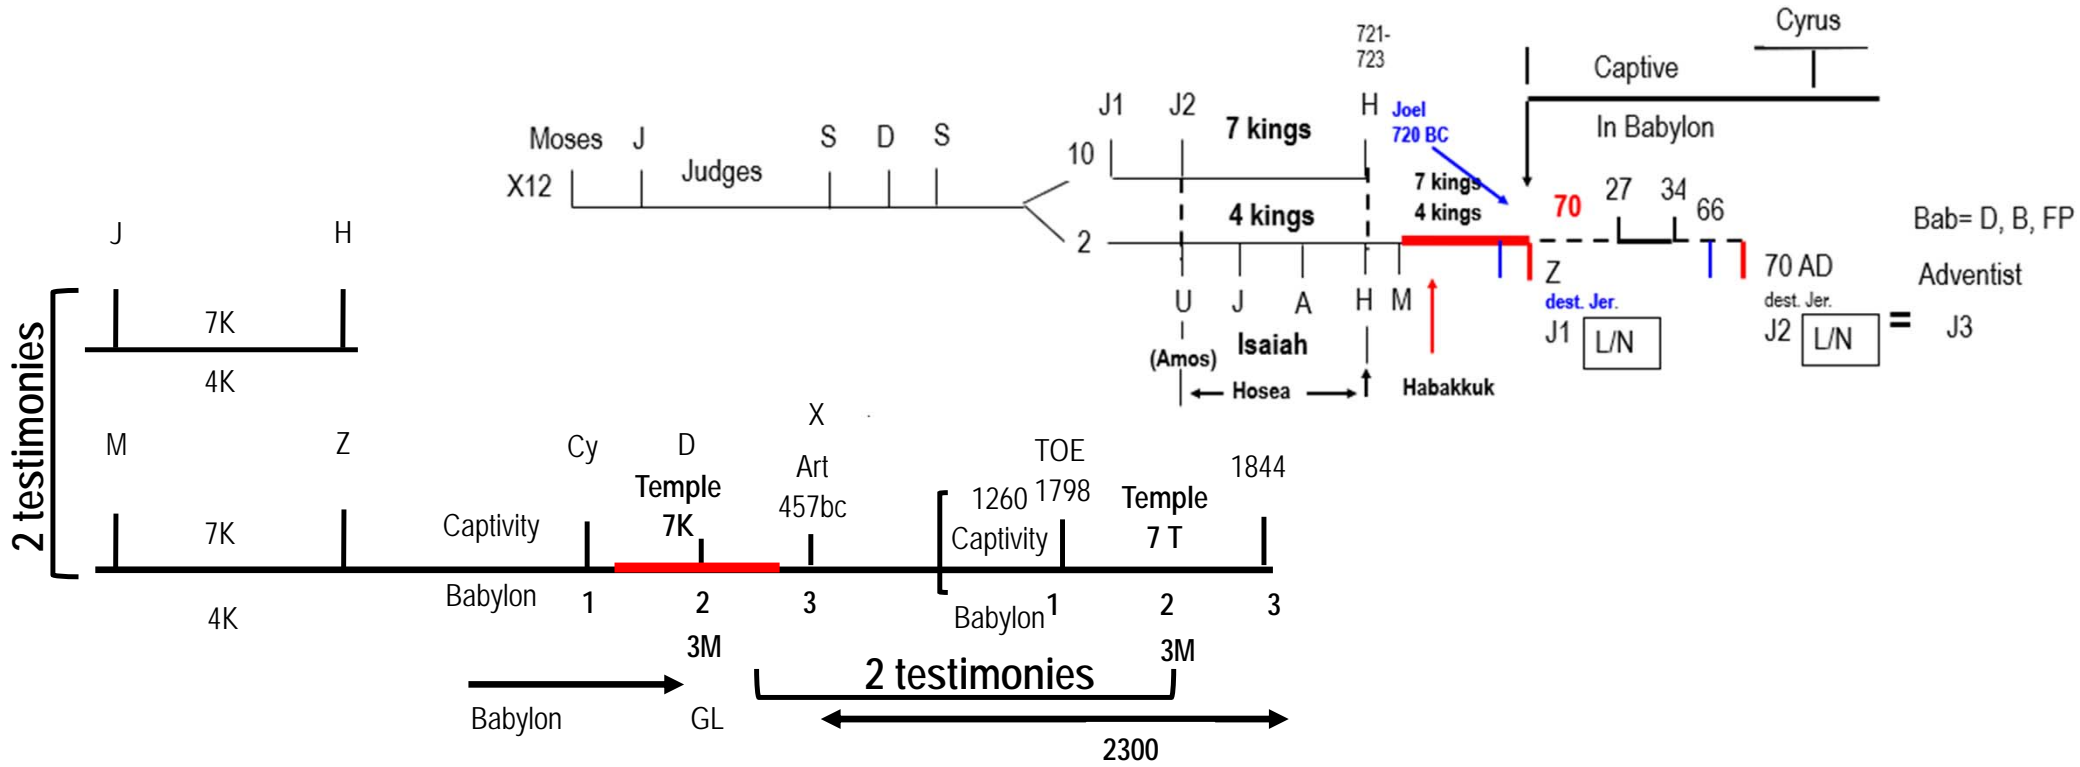 721-
723
Cyrus
Captive
In Babylon
J1 J2 H
7 kings
Joel
720 BC
Moses J S D S
Judges
X12
10
2
4 kings
7 kings
4 kings
70 27 34 66
U J A H M
Z
dest. Jer.
J1 L/N
70 AD
dest. Jer.
J2 L/N
=
Bab= D, B, FP
Adventist
J3
(Amos) Isaiah
Hosea
Habakkuk
2 testimonies
J H
7K
4K
M Z
7K
4K
Captivity
Babylon
Cy
1
D
Temple
7K
2
3M
X
Art
457bc
3
1260
Captivity
Babylon
TOE
1798
1
Temple
7 T
2
3M
1844
3
2 testimonies
Babylon GL
2300